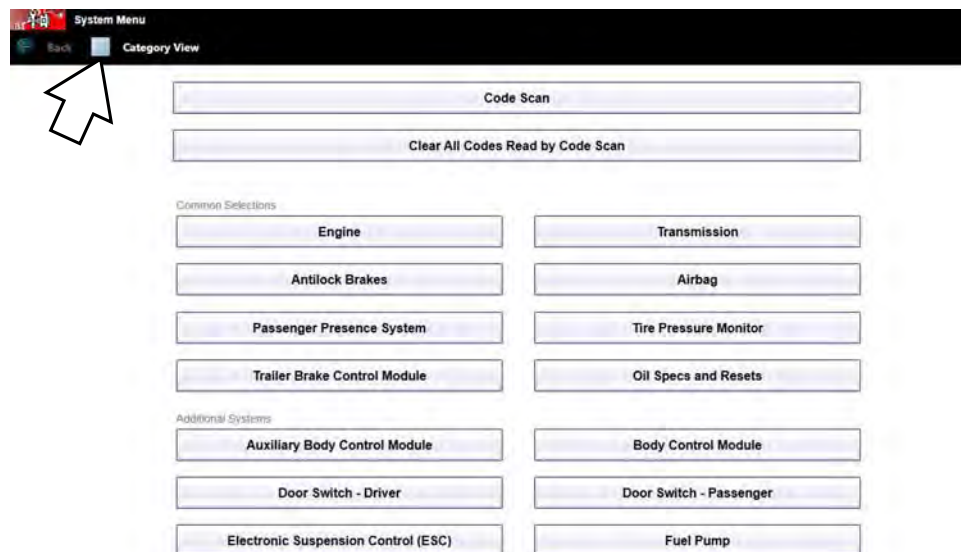 System Menu
Back Category View
Code Scan
Clear All Codes Read by Code Scan
Common Selections
Engine Transmission
Antilock Brakes Airbag
Passenger Presence System Tire Pressure Monitor
Trailer Brake Control Module Oil Specs and Resets
Additional Systems
Auxiliary Body Control Module Body Control Module
Door Switch - Driver Door Switch - Passenger
Electronic Suspension Control (ESC) Fuel Pump